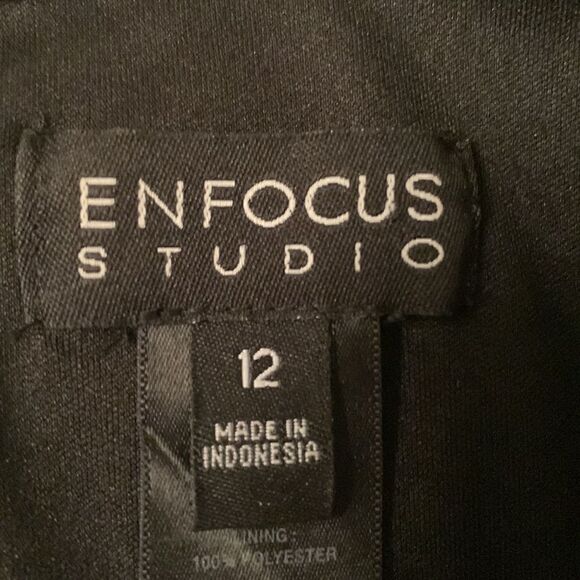 ENFOCUS
STUDIO
12
MADE IN
INDONESIA
LINING:
100% POLYESTER